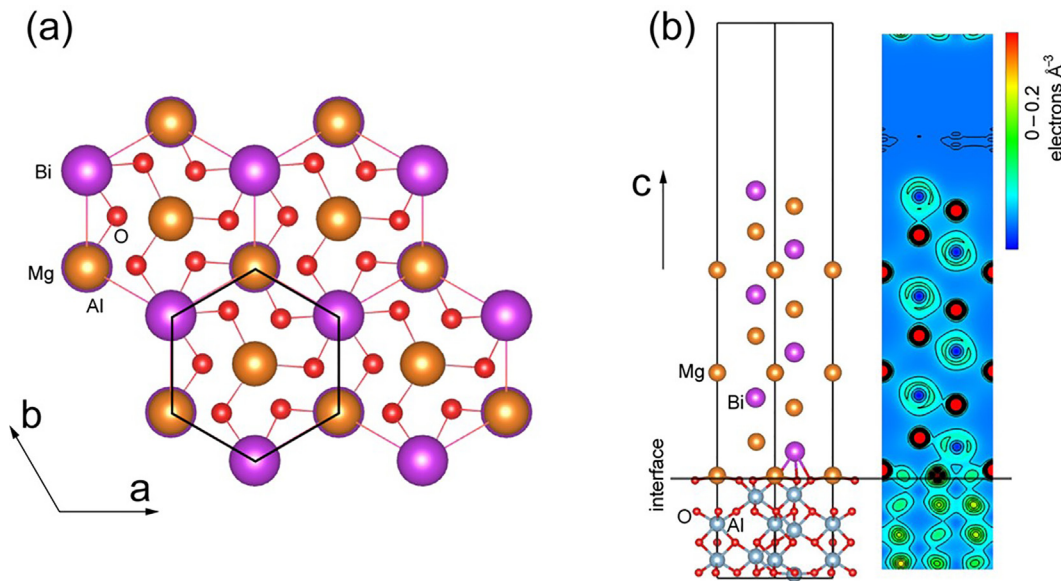 (a)
Bi
O
Mg
Al
b
a
(b)
c
Mg
Bi
interface
O
Al
0 – 0.2
electrons Å⁻³